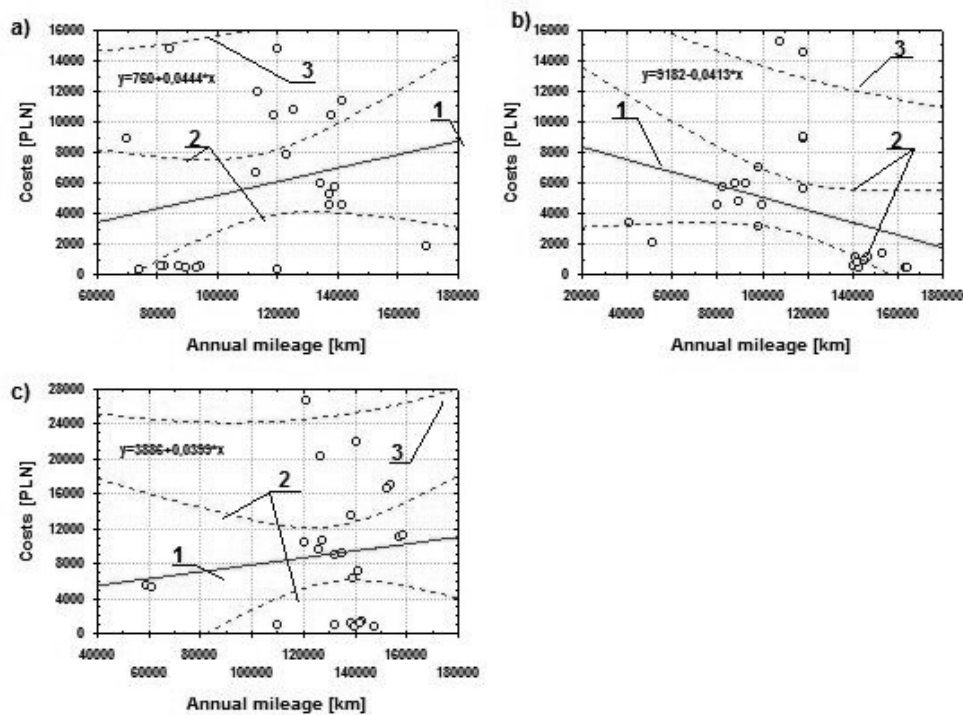 a)
16000
14000
12000
10000
8000
6000
4000
2000
0
Costs [PLN]
y=760+0,0444*x
3
2
1
60000 100000 140000 180000
80000 120000 160000
Annual mileage [km]
b)
16000
14000
12000
10000
8000
6000
4000
2000
0
Costs [PLN]
y=9182-0,0413*x
3
1
2
20000 60000 100000 140000 180000
40000 80000 120000 160000
Annual mileage [km]
c)
28000
24000
20000
16000
12000
8000
4000
0
Costs [PLN]
y=3886+0,0399*x
3
2
1
40000 80000 120000 160000
60000 100000 140000 180000
Annual mileage [km]